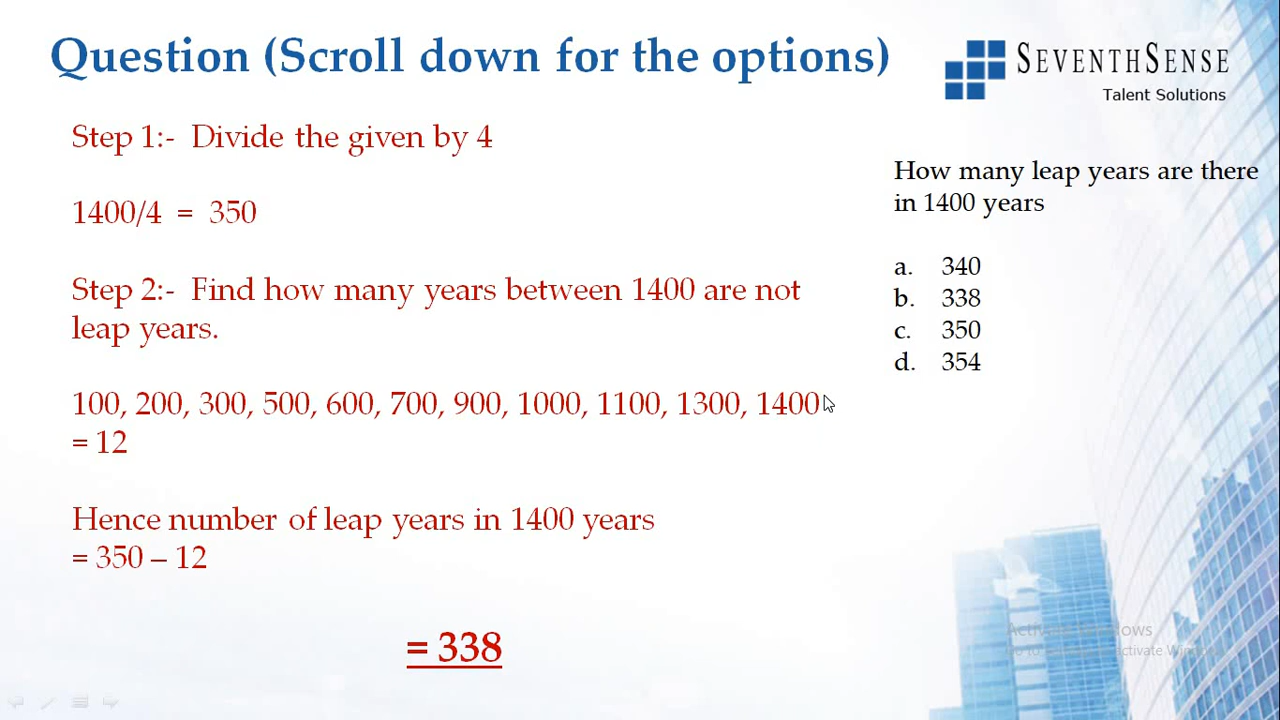 Question (Scroll down for the options)
SEVENTHSENSE
Talent Solutions
Step 1:- Divide the given by 4
1400/4 = 350
Step 2:- Find how many years between 1400 are not
leap years.
100, 200, 300, 500, 600, 700, 900, 1000, 1100, 1300, 1400
= 12
Hence number of leap years in 1400 years
= 350 – 12
= 338
How many leap years are there
in 1400 years
a. 340
b. 338
c. 350
d. 354